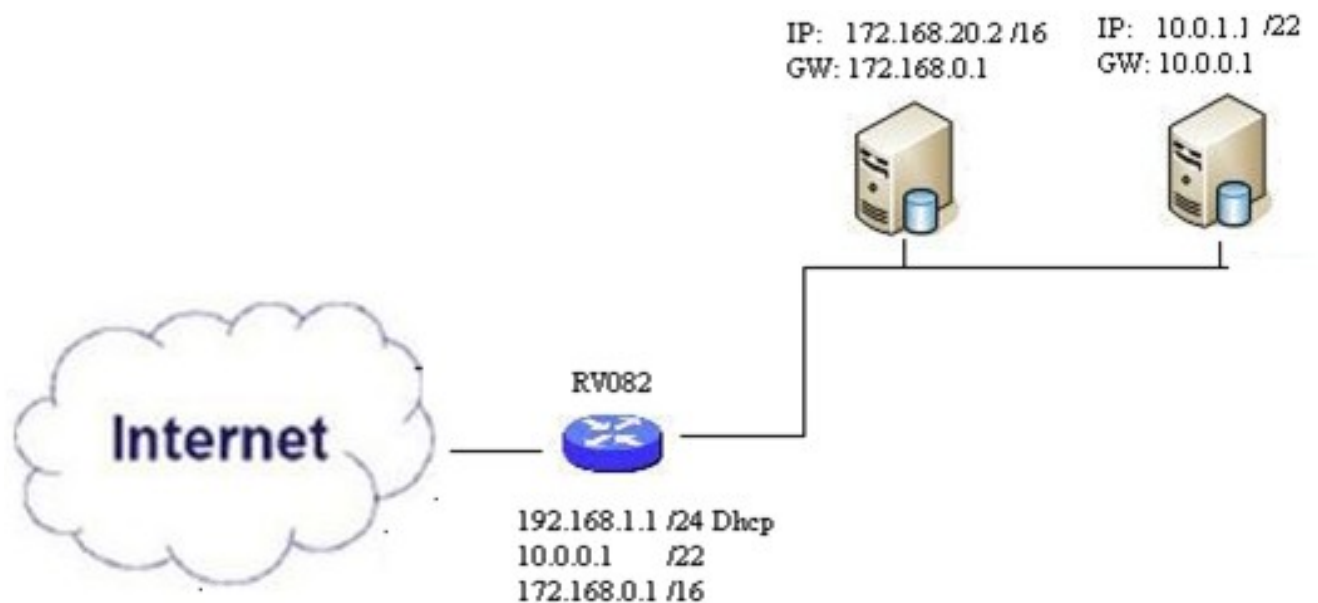 IP: 172.168.20.2 /16
GW: 172.168.0.1
IP: 10.0.1.1 /22
GW: 10.0.0.1
RV082
Internet
192.168.1.1 /24 Dhcp
10.0.0.1 /22
172.168.0.1 /16